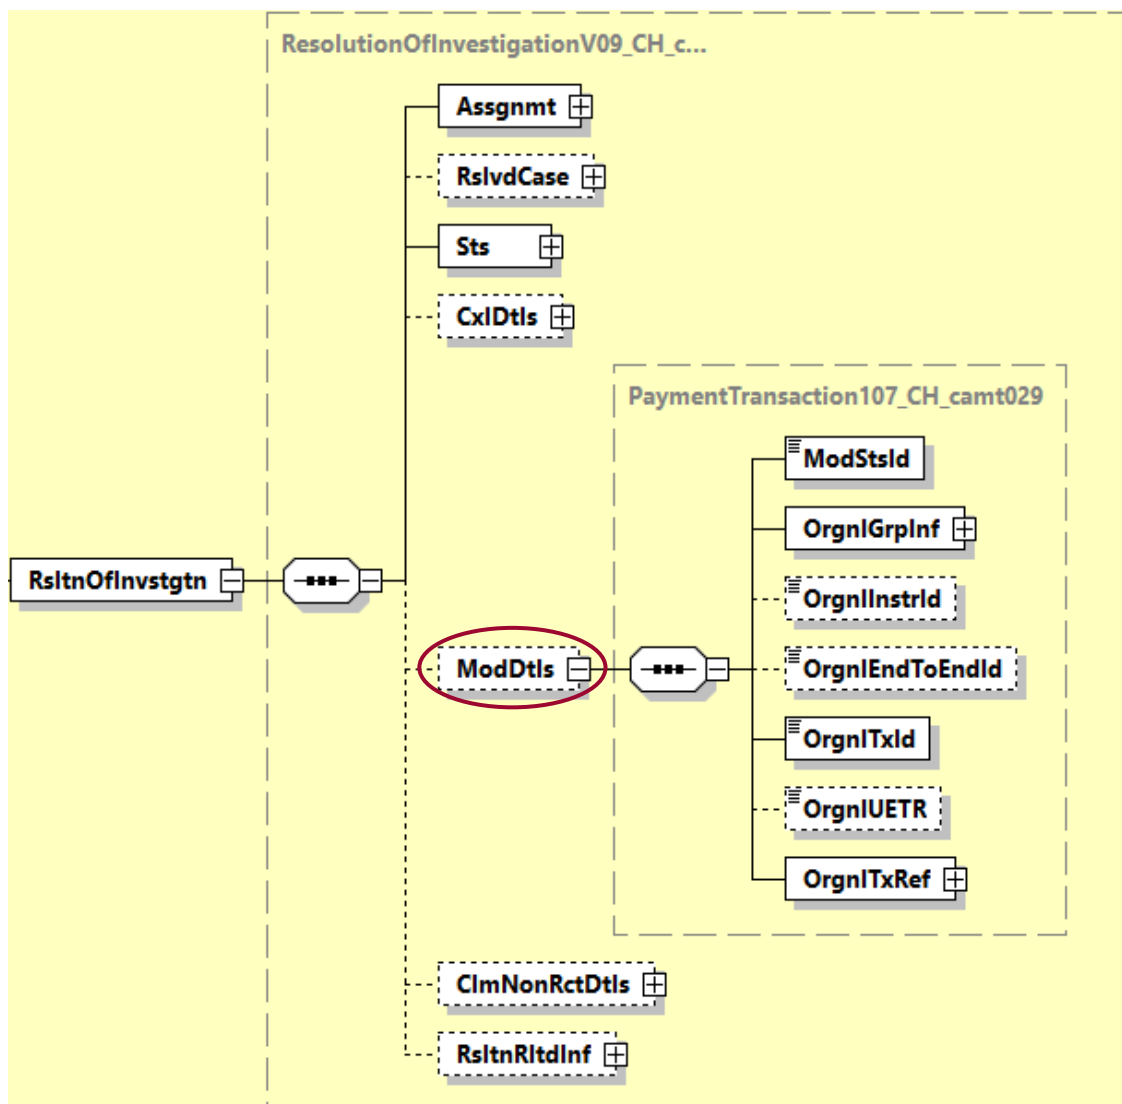 ResolutionOfInvestigationV09_CH_c...
Assgnmt
RslvdCase
Sts
CxlDtls
PaymentTransaction107_CH_camt029
ModStsId
OrgnlGrpInf
RsltnOfInvstgtn
OrgnlInstrId
ModDtls
OrgnlEndToEndId
OrgnlTxId
OrgnlUETR
OrgnlTxRef
ClmNonRctDtls
RsltnRltdInf